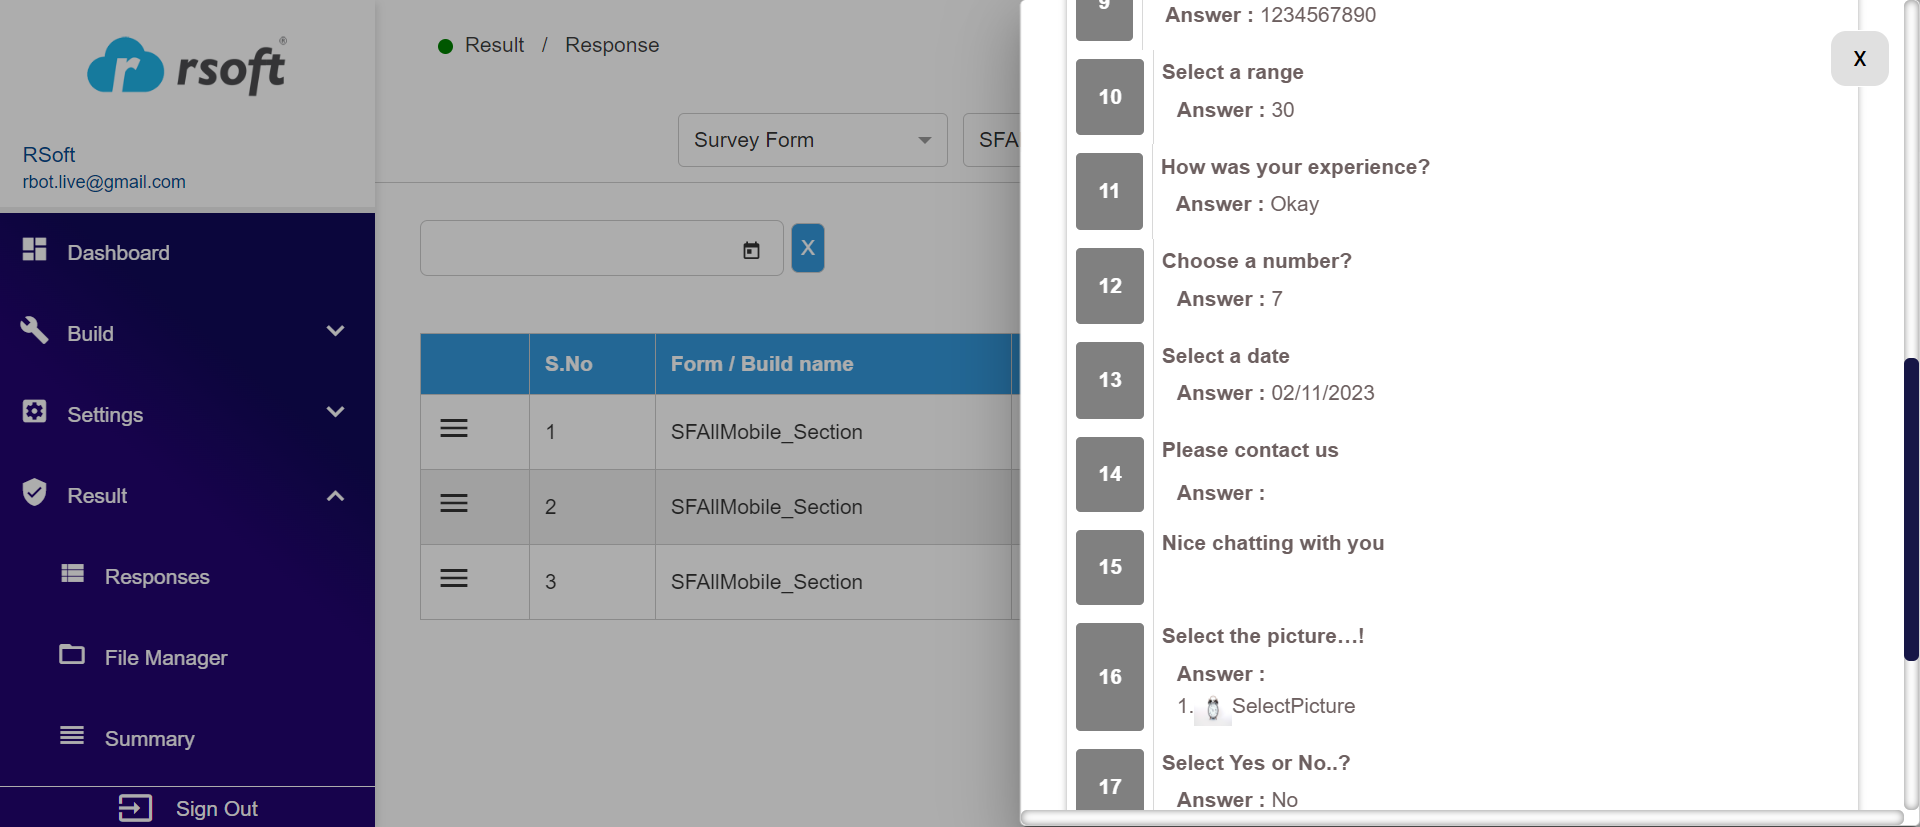 rsoft®
RSoft
rbot.live@gmail.com
Dashboard
Build
Settings
Result
Responses
File Manager
Summary
Sign Out
Result / Response
Survey Form
SFA
X
S.No Form / Build name
1 SFAllMobile_Section
2 SFAllMobile_Section
3 SFAllMobile_Section
X
9
Answer : 1234567890
10
Select a range
Answer : 30
11
How was your experience?
Answer : Okay
12
Choose a number?
Answer : 7
13
Select a date
Answer : 02/11/2023
14
Please contact us
Answer :
15
Nice chatting with you
16
Select the picture...!
Answer :
1. SelectPicture
17
Select Yes or No..?
Answer : No